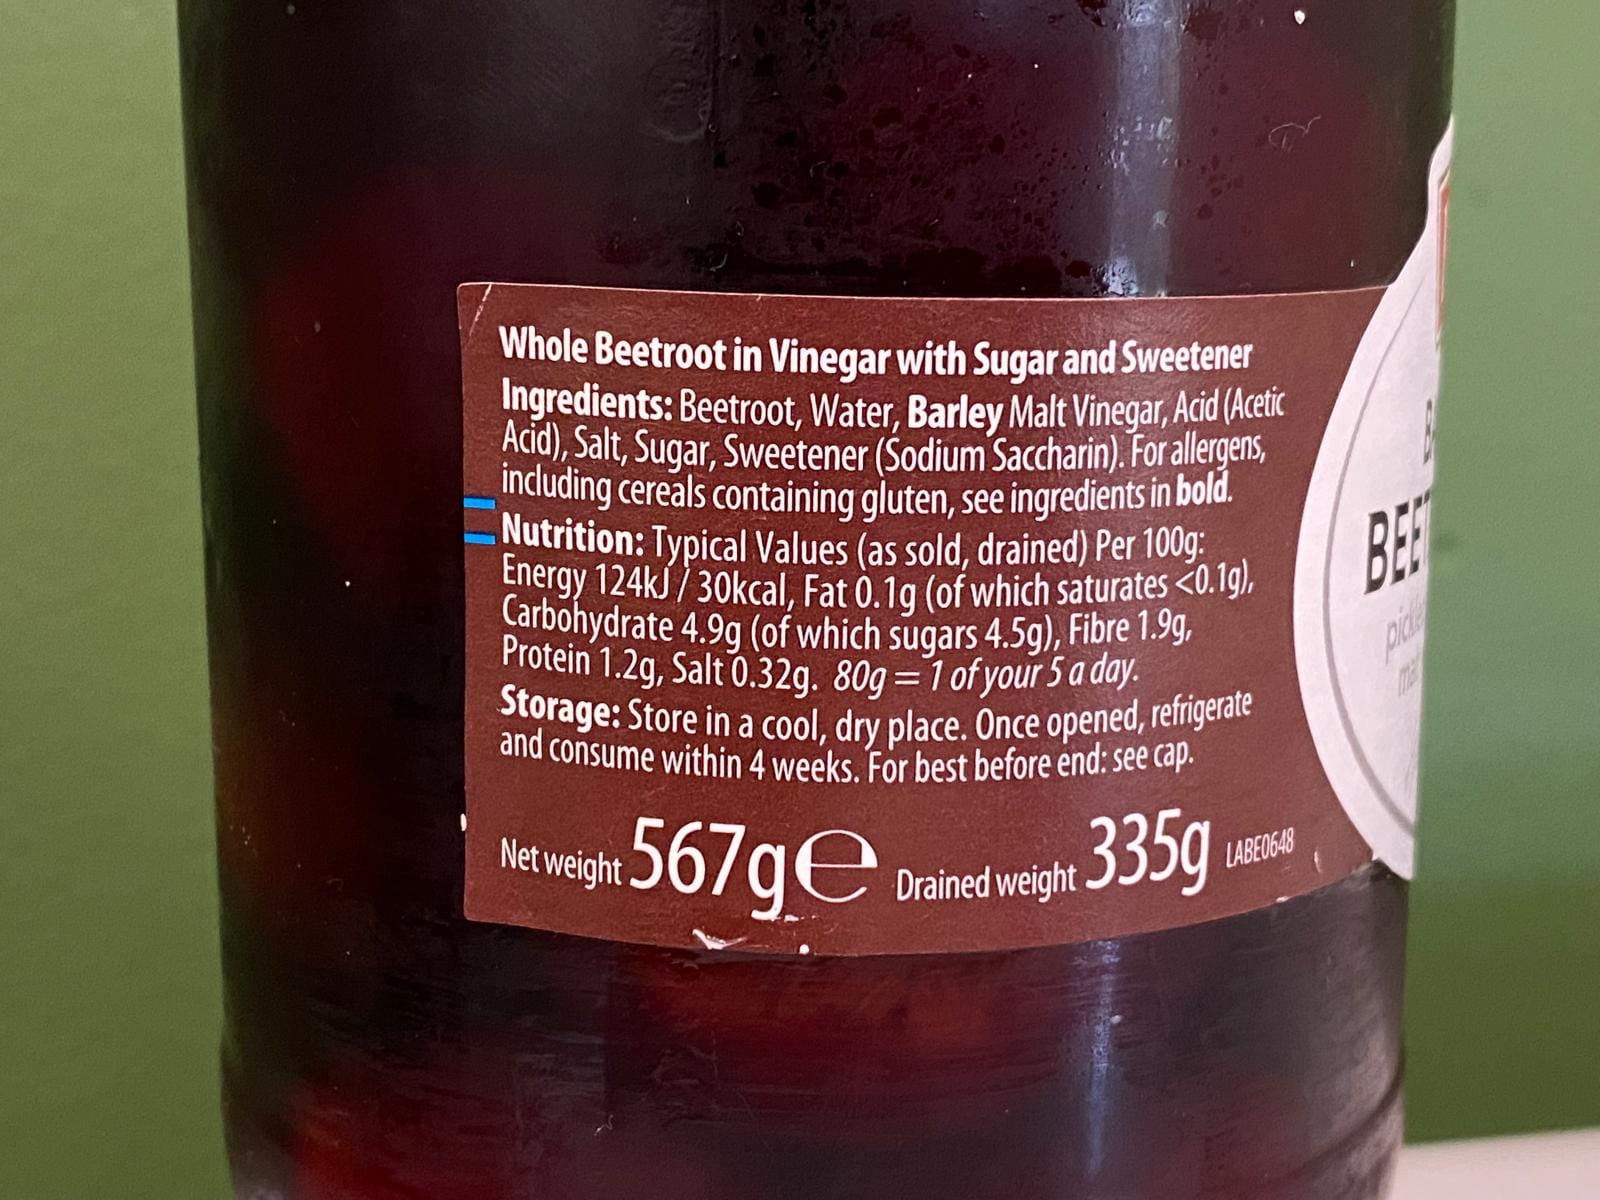 Whole Beetroot in Vinegar with Sugar and Sweetener
Ingredients: Beetroot, Water, Barley Malt Vinegar, Acid (Acetic
Acid), Salt, Sugar, Sweetener (Sodium Saccharin). For allergens,
including cereals containing gluten, see ingredients in bold.
Nutrition: Typical Values (as sold, drained) Per 100g:
Energy 124kJ / 30kcal, Fat 0.1g (of which saturates <0.1g),
Carbohydrate 4.9g (of which sugars 4.5g), Fibre 1.9g,
Protein 1.2g, Salt 0.32g. 80g = 1 of your 5 a day.
Storage: Store in a cool, dry place. Once opened, refrigerate
and consume within 4 weeks. For best before end: see cap.
Net weight 567g e Drained weight 335g LABE0648